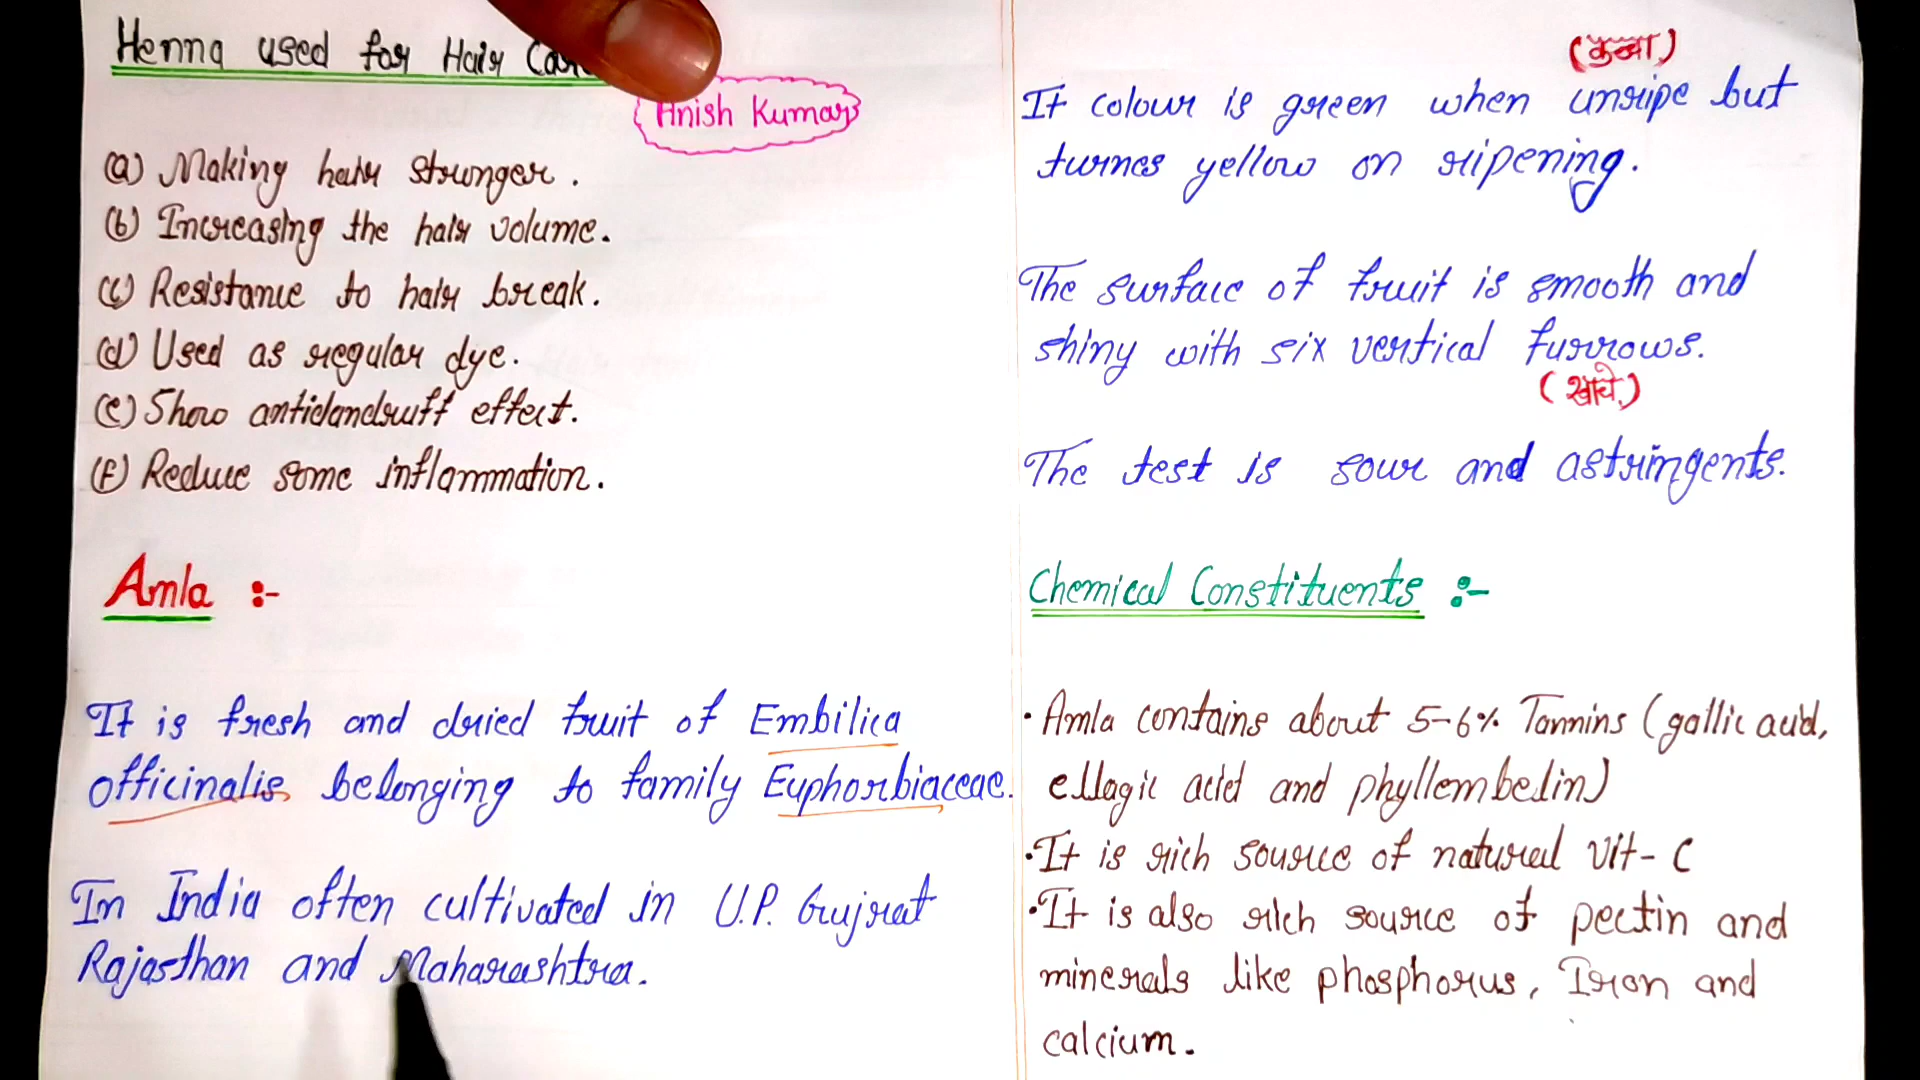 Henna used for Hair Care
Anish Kumar
(a) Making hair stronger.
(b) Increasing the hair volume.
(c) Resistance to hair break.
(d) Used as regular dye.
(e) Show antidandruff effect.
(f) Reduce some inflammation.
Amla :-
It is fresh and dried fruit of Embilica
officinalis belonging to family Euphorbiaceae.
In India often cultivated in U.P. Gujrat
Rajasthan and Maharashtra.
(कच्चा)
It colour is green when unripe but
turnes yellow on ripening.
The surface of fruit is smooth and
shiny with six vertical furrows.
(खाचे)
The test is sour and astringents.
Chemical Constituents :-
• Amla contains about 5-6% Tannins (gallic acid,
ellagic acid and phyllembelin)
• It is rich source of natural Vit- C
• It is also rich source of pectin and
minerals like phosphorus, Iron and
calcium.